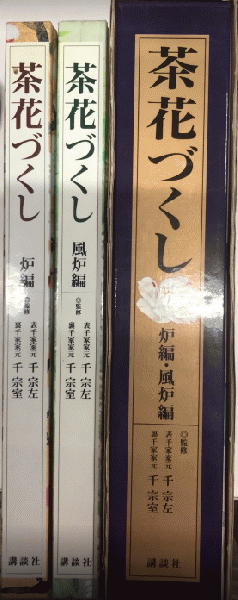 茶花づくし
炉編
◎監修
表千家家元 千宗左
裏千家家元 千宗室
講談社
茶花づくし
風炉編
◎監修
表千家家元 千宗左
裏千家家元 千宗室
講談社
茶花づくし
炉編・風炉編
◎監修
表千家家元 千宗左
裏千家家元 千宗室
講談社